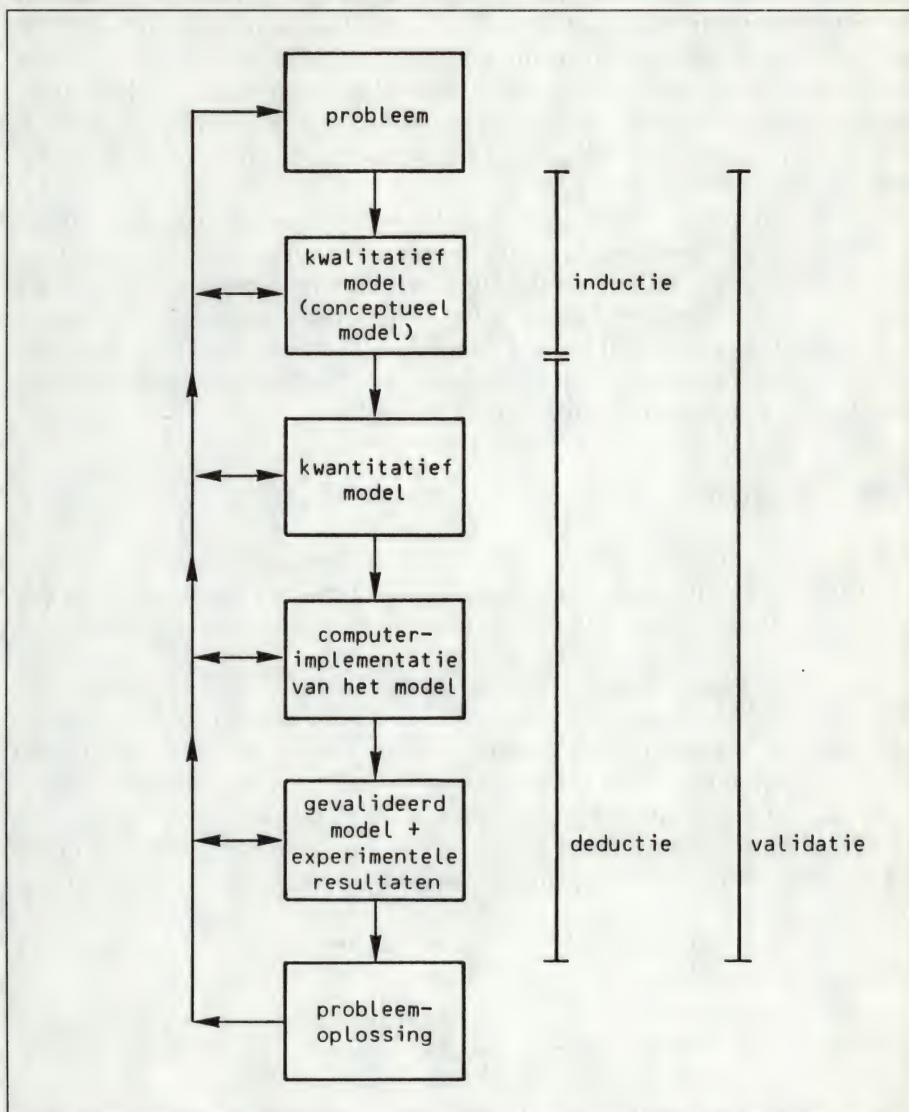 probleem
kwalitatief
model
(conceptueel
model)
inductie
kwantitatief
model
computer-
implementatie
van het model
gevalideerd
model +
experimentele
resultaten
deductie
validatie
probleem-
oplossing